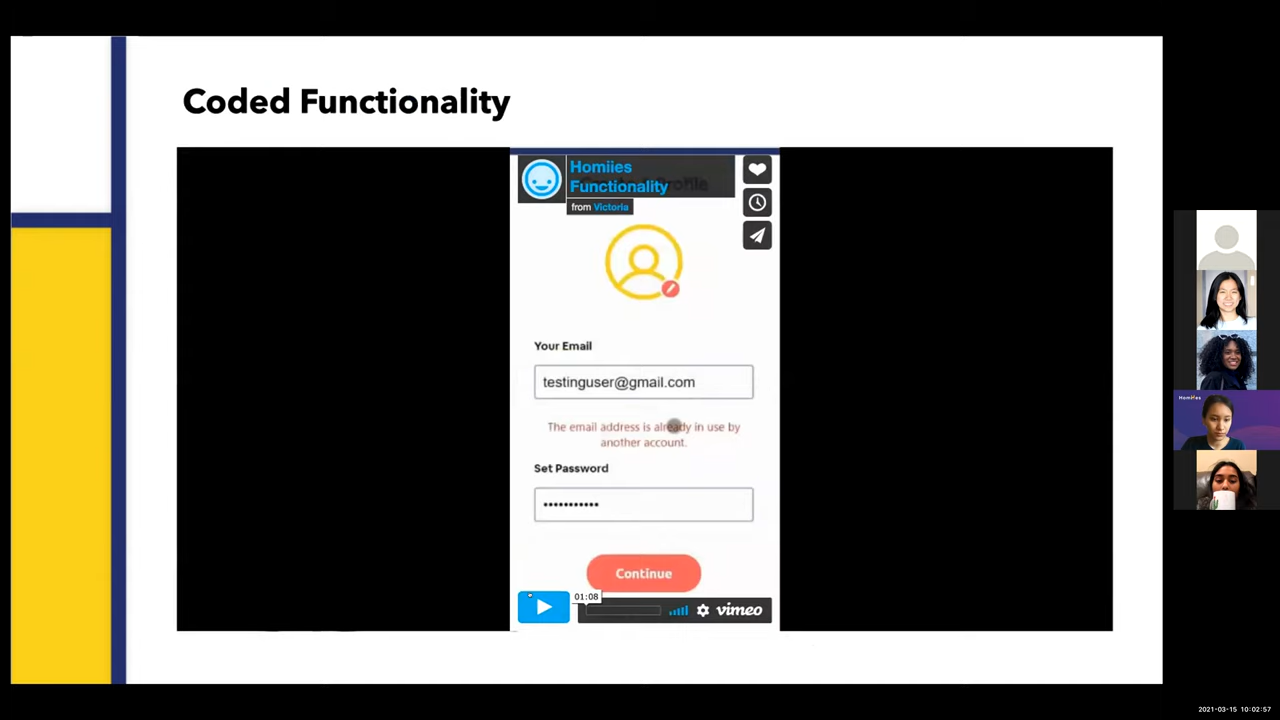 Coded Functionality
Homiies
Functionality
from Victoria
Your Email
testinguser@gmail.com
The email address is already in use by
another account.
Set Password
Continue
01:08
vimeo
Homiies
2021-03-15 10:02:57